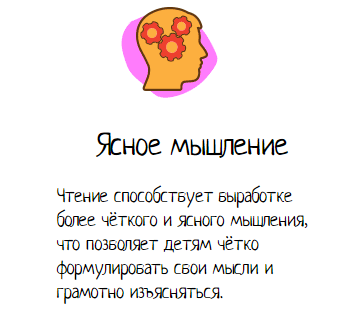 Ясное мышление
Чтение способствует выработке
более чёткого и ясного мышления,
что позволяет детям чётко
формулировать свои мысли и
грамотно изъясняться.